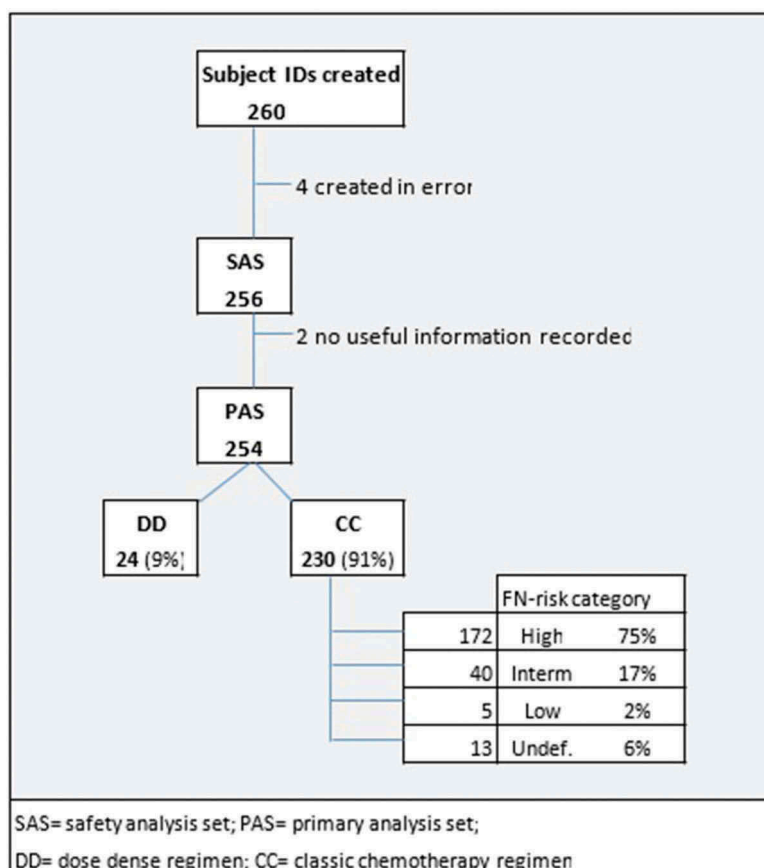 Subject IDs created
260
4 created in error
SAS
256
2 no useful information recorded
PAS
254
DD
24 (9%)
CC
230 (91%)
FN-risk category
172 High 75%
40 Interm 17%
5 Low 2%
13 Undef. 6%
SAS= safety analysis set; PAS= primary analysis set;
DD= dose dense regimen; CC= classic chemotherapy regimen